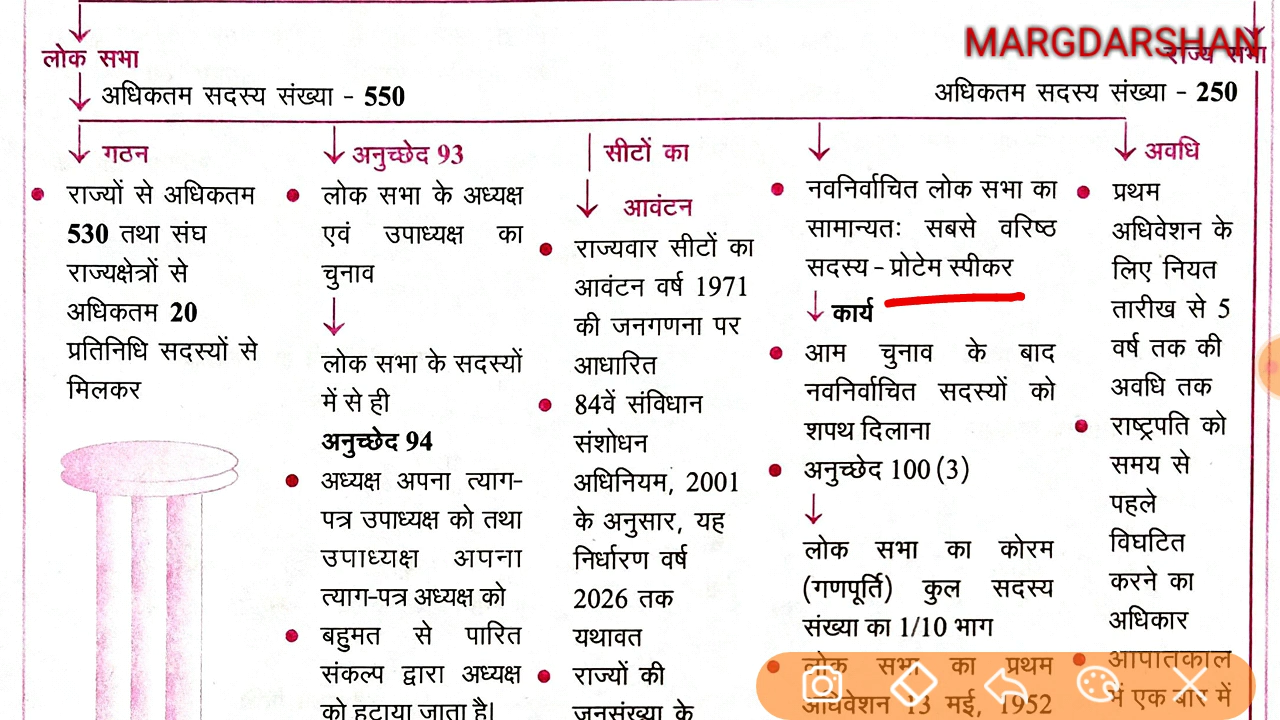 MARGDARSHAN
लोक सभा
राज्य सभा
अधिकतम सदस्य संख्या - 550
अधिकतम सदस्य संख्या - 250
गठन
राज्यों से अधिकतम
530 तथा संघ
राज्यक्षेत्रों से
अधिकतम 20
प्रतिनिधि सदस्यों से
मिलकर
अनुच्छेद 93
लोक सभा के अध्यक्ष
एवं उपाध्यक्ष का
चुनाव
लोक सभा के सदस्यों
में से ही
अनुच्छेद 94
अध्यक्ष अपना त्याग-
पत्र उपाध्यक्ष को तथा
उपाध्यक्ष अपना
त्याग-पत्र अध्यक्ष को
बहुमत से पारित
संकल्प द्वारा अध्यक्ष
को हटाया जाता है।
सीटों का
आवंटन
राज्यवार सीटों का
आवंटन वर्ष 1971
की जनगणना पर
आधारित
84वें संविधान
संशोधन
अधिनियम, 2001
के अनुसार, यह
निर्धारण वर्ष
2026 तक
यथावत
राज्यों की
जनसंख्या के
नवनिर्वाचित लोक सभा का
सामान्यतः सबसे वरिष्ठ
सदस्य - प्रोटेम स्पीकर
कार्य
आम चुनाव के बाद
नवनिर्वाचित सदस्यों को
शपथ दिलाना
अनुच्छेद 100 (3)
लोक सभा का कोरम
(गणपूर्ति) कुल सदस्य
संख्या का 1/10 भाग
लोक सभा का प्रथम
अधिवेशन 13 मई, 1952
अवधि
प्रथम
अधिवेशन के
लिए नियत
तारीख से 5
वर्ष तक की
अवधि तक
राष्ट्रपति को
समय से
पहले
विघटित
करने का
अधिकार
आपातकाल
में एक बार में